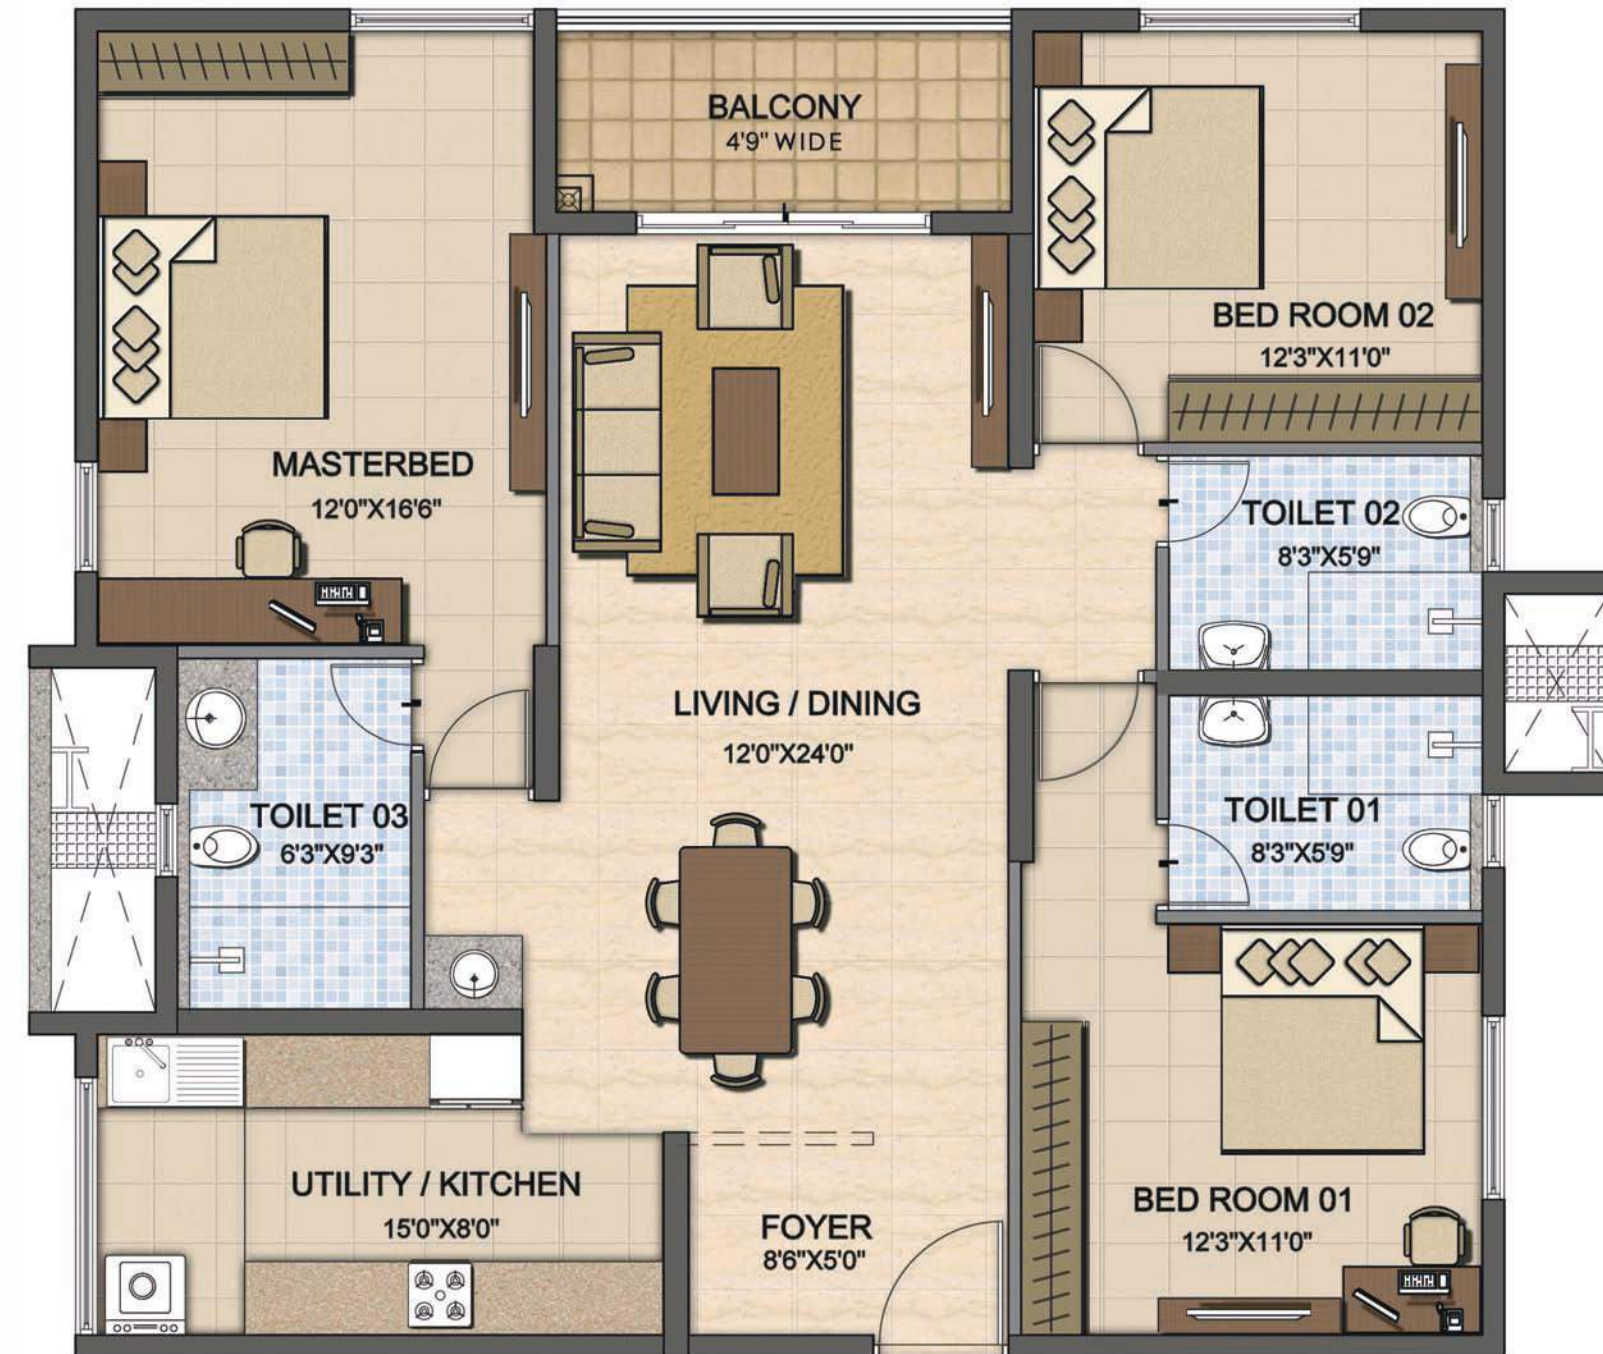 BALCONY
4'9" WIDE
BED ROOM 02
12'3"X11'0"
MASTERBED
12'0"X16'6"
TOILET 02
8'3"X5'9"
LIVING / DINING
12'0"X24'0"
TOILET 03
6'3"X9'3"
TOILET 01
8'3"X5'9"
UTILITY / KITCHEN
15'0"X8'0"
FOYER
8'6"X5'0"
BED ROOM 01
12'3"X11'0"